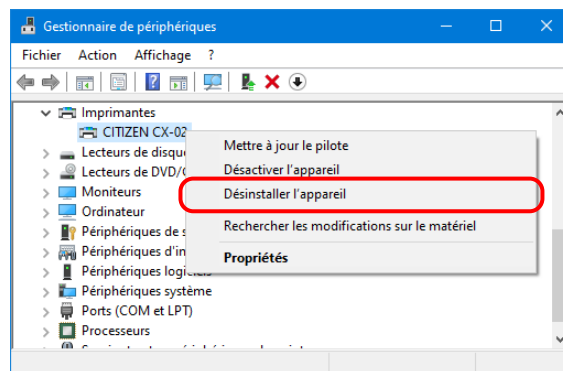 Gestionnaire de périphériques
Fichier Action Affichage ?
Imprimantes
CITIZEN CX-02
Mettre à jour le pilote
Lecteurs de disqu
Désactiver l'appareil
Lecteurs de DVD/
Moniteurs
Désinstaller l'appareil
Ordinateur
Rechercher les modifications sur le matériel
Périphériques de s
Périphériques d'in
Propriétés
Périphériques logiciels
Périphériques système
Ports (COM et LPT)
Processeurs